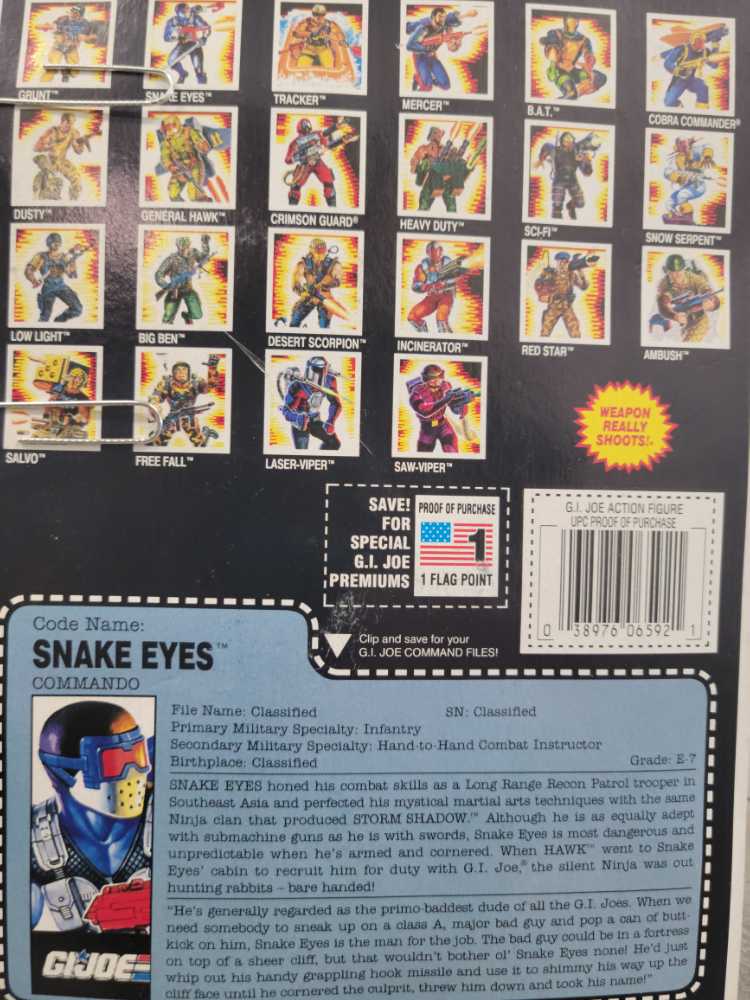 GRUNT™ SNAKE EYES™ TRACKER™ MERCER™ B.A.T.™ COBRA COMMANDER®
DUSTY™ GENERAL HAWK™ CRIMSON GUARD® HEAVY DUTY™ SCI-FI™ SNOW SERPENT™
LOW LIGHT™ BIG BEN™ DESERT SCORPION™ INCINERATOR™ RED STAR™ AMBUSH™
SALVO™ FREE FALL™ LASER-VIPER™ SAW-VIPER™
WEAPON
REALLY
SHOOTS!
SAVE!
FOR
SPECIAL
G.I. JOE
PREMIUMS
PROOF OF PURCHASE
1
1 FLAG POINT
G.I. JOE ACTION FIGURE
UPC PROOF OF PURCHASE
0 38976 06592 1
Clip and save for your
G.I. JOE COMMAND FILES!
Code Name:
SNAKE EYES™
COMMANDO
File Name: Classified SN: Classified
Primary Military Specialty: Infantry
Secondary Military Specialty: Hand-to-Hand Combat Instructor
Birthplace: Classified Grade: E-7
SNAKE EYES honed his combat skills as a Long Range Recon Patrol trooper in
Southeast Asia and perfected his mystical martial arts techniques with the same
Ninja clan that produced STORM SHADOW.™ Although he is as equally adept
with submachine guns as he is with swords, Snake Eyes is most dangerous and
unpredictable when he's armed and cornered. When HAWK™ went to Snake
Eyes' cabin to recruit him for duty with G.I. Joe,® the silent Ninja was out
hunting rabbits – bare handed!
"He's generally regarded as the primo-baddest dude of all the G.I. Joes. When we
need somebody to sneak up on a class A, major bad guy and pop a can of butt-
kick on him, Snake Eyes is the man for the job. The bad guy could be in a fortress
on top of a sheer cliff, but that wouldn't bother ol' Snake Eyes none! He'd just
whip out his handy grappling hook missile and use it to shimmy his way up the
cliff face until he cornered the culprit, threw him down and took his name!"
G.I. JOE